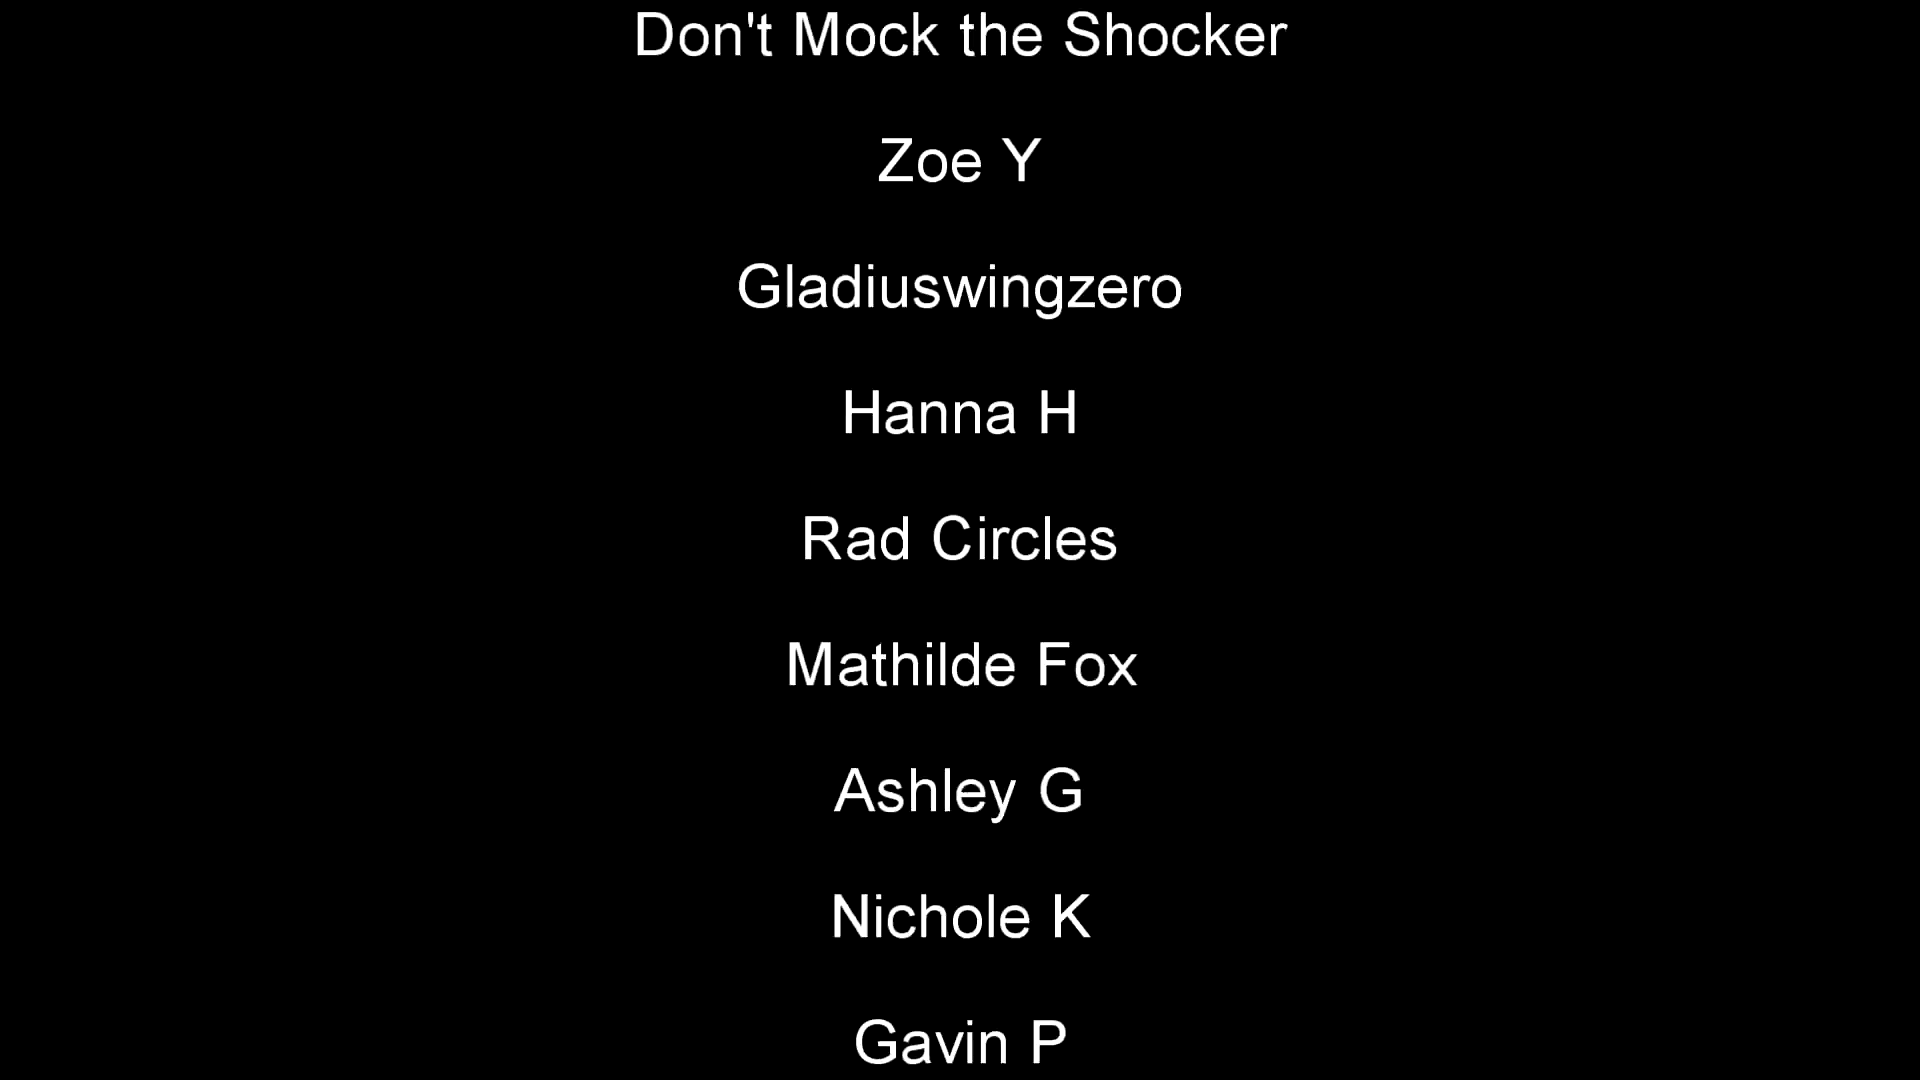 Don't Mock the Shocker
Zoe Y
Gladiuswingzero
Hanna H
Rad Circles
Mathilde Fox
Ashley G
Nichole K
Gavin P